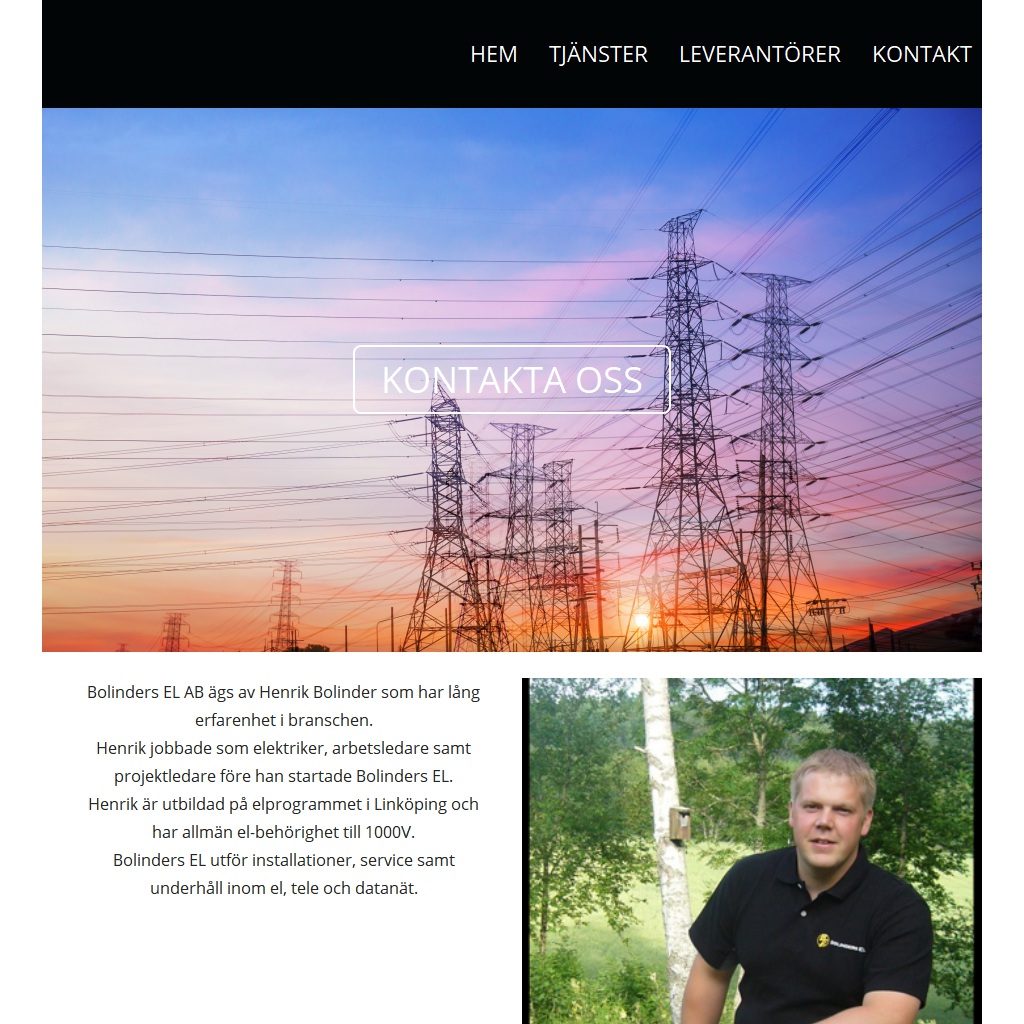 HEM TJÄNSTER LEVERANTÖRER KONTAKT
KONTAKTA OSS
Bolinders EL AB ägs av Henrik Bolinder som har lång
erfarenhet i branschen.
Henrik jobbade som elektriker, arbetsledare samt
projektledare före han startade Bolinders EL.
Henrik är utbildad på elprogrammet i Linköping och
har allmän el-behörighet till 1000V.
Bolinders EL utför installationer, service samt
underhåll inom el, tele och datanät.
BOLINDERS EL